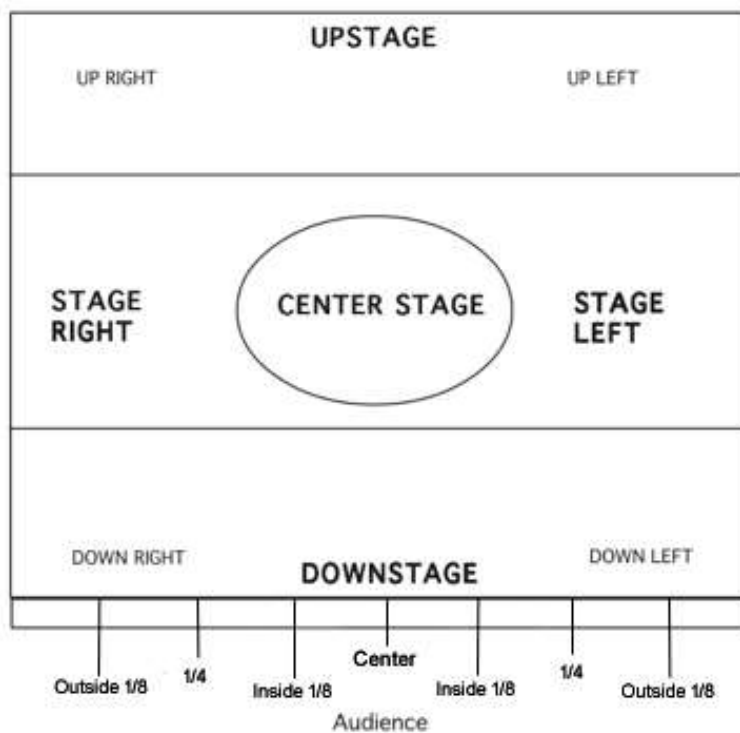 UPSTAGE
UP RIGHT
UP LEFT
STAGE
RIGHT
CENTER STAGE
STAGE
LEFT
DOWN RIGHT
DOWNSTAGE
DOWN LEFT
Outside 1/8
1/4
Inside 1/8
Center
Inside 1/8
1/4
Outside 1/8
Audience